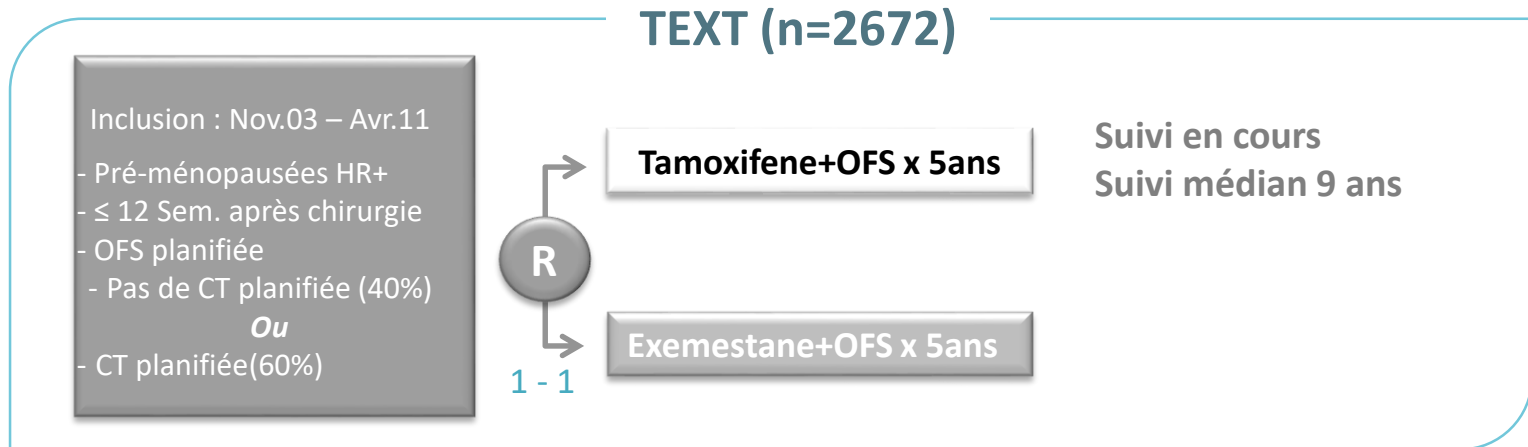 TEXT (n=2672)
Inclusion : Nov.03 – Avr.11
- Pré-ménopausées HR+
- ≤ 12 Sem. après chirurgie
- OFS planifiée
- Pas de CT planifiée (40%)
Ou
- CT planifiée(60%)
R
1 - 1
Tamoxifene+OFS x 5ans
Exemestane+OFS x 5ans
Suivi en cours
Suivi médian 9 ans